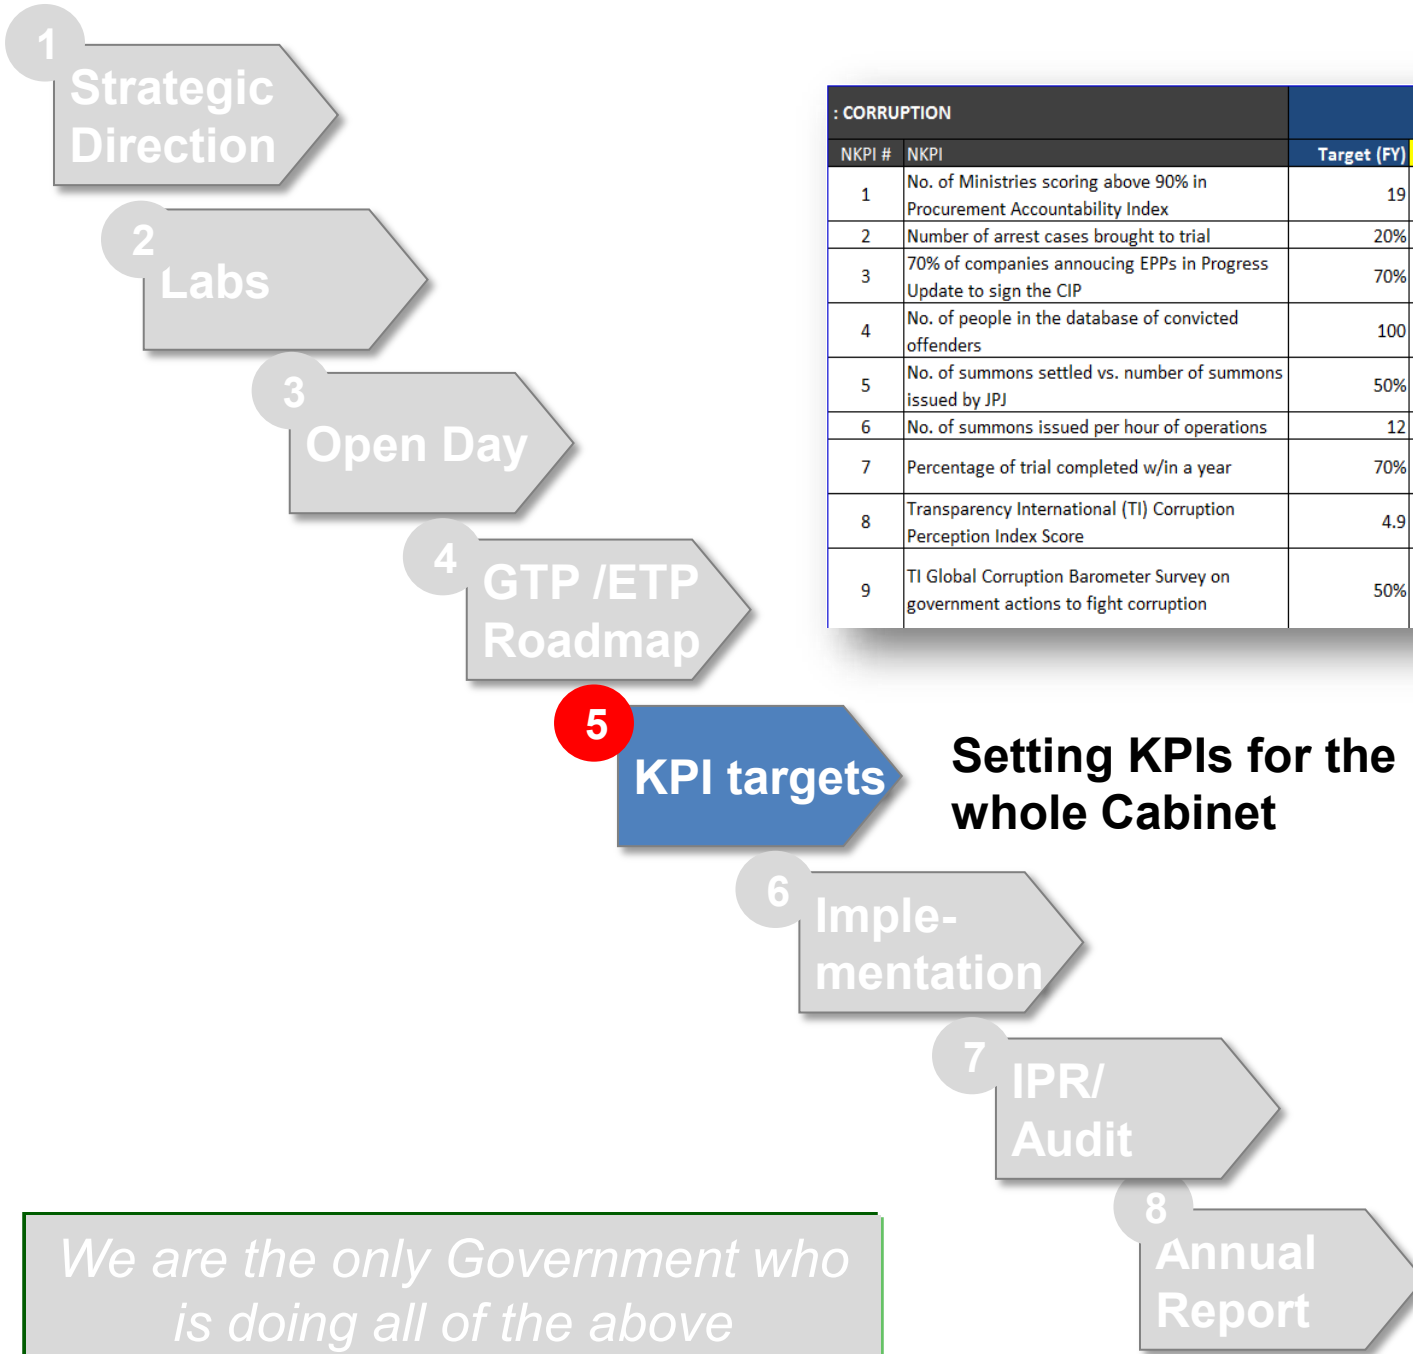 1
Strategic
Direction
2
Labs
3
Open Day
4
GTP /ETP
Roadmap
5
KPI targets
Setting KPIs for the
whole Cabinet
6
Imple-
mentation
7
IPR/
Audit
8
Annual
Report
We are the only Government who
is doing all of the above
: CORRUPTION
NKPI # NKPI Target (FY)
1 No. of Ministries scoring above 90% in
Procurement Accountability Index 19
2 Number of arrest cases brought to trial 20%
3 70% of companies annoucing EPPs in Progress
Update to sign the CIP 70%
4 No. of people in the database of convicted
offenders 100
5 No. of summons settled vs. number of summons
issued by JPJ 50%
6 No. of summons issued per hour of operations 12
7 Percentage of trial completed w/in a year 70%
8 Transparency International (TI) Corruption
Perception Index Score 4.9
9 TI Global Corruption Barometer Survey on
government actions to fight corruption 50%